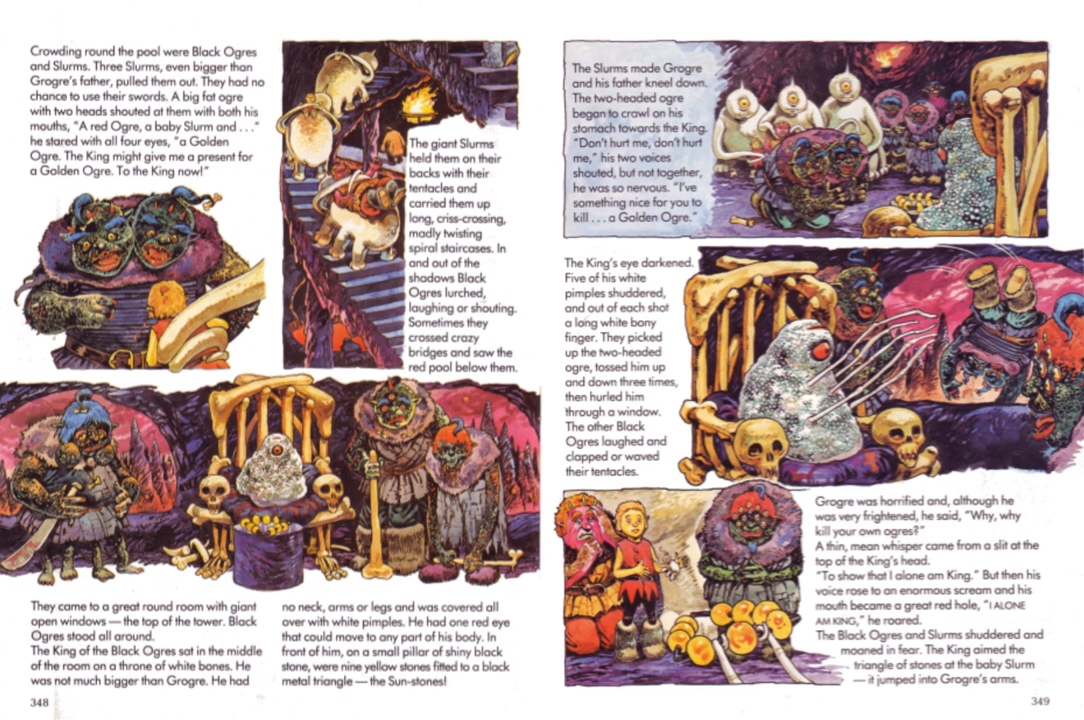 Crowding round the pool were Black Ogres
and Slurms. Three Slurms, even bigger than
Grogre's father, pulled them out. They had no
chance to use their swords. A big fat ogre
with two heads shouted at them with both his
mouths, "A red Ogre, a baby Slurm and . . ."
he stared with all four eyes, "a Golden
Ogre. The King might give me a present for
a Golden Ogre. To the King now!"
The giant Slurms
held them on their
backs with their
tentacles and
carried them up
long, criss-crossing,
madly twisting
spiral staircases. In
and out of the
shadows Black
Ogres lurched,
laughing or shouting.
Sometimes they
crossed crazy
bridges and saw the
red pool below them.
They came to a great round room with giant
open windows — the top of the tower. Black
Ogres stood all around.
The King of the Black Ogres sat in the middle
of the room on a throne of white bones. He
was not much bigger than Grogre. He had
no neck, arms or legs and was covered all
over with white pimples. He had one red eye
that could move to any part of his body. In
front of him, on a small pillar of shiny black
stone, were nine yellow stones fitted to a black
metal triangle — the Sun-stones!
348
The Slurms made Grogre
and his father kneel down.
The two-headed ogre
began to crawl on his
stomach towards the King.
"Don't hurt me, don't hurt
me," his two voices
shouted, but not together,
he was so nervous. "I've
something nice for you to
kill . . . a Golden Ogre."
The King's eye darkened.
Five of his white
pimples shuddered,
and out of each shot
a long white bony
finger. They picked
up the two-headed
ogre, tossed him up
and down three times,
then hurled him
through a window.
The other Black
Ogres laughed and
clapped or waved
their tentacles.
Grogre was horrified and, although he
was very frightened, he said, "Why, why
kill your own ogres?"
A thin, mean whisper came from a slit at the
top of the King's head.
"To show that I alone am King." But then his
voice rose to an enormous scream and his
mouth became a great red hole, "I ALONE
AM KING," he roared.
The Black Ogres and Slurms shuddered and
moaned in fear. The King aimed the
triangle of stones at the baby Slurm
— it jumped into Grogre's arms.
349